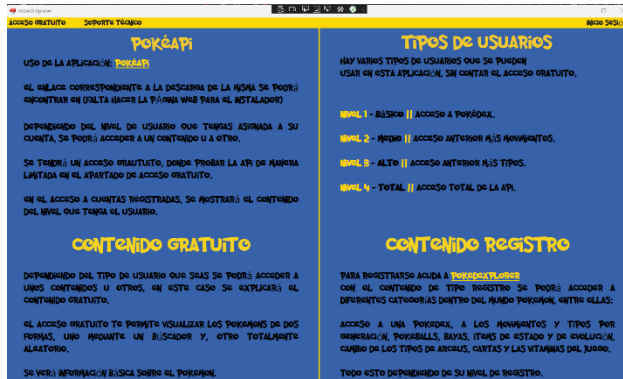 ACCESO GRATUITO
SOPORTE TÉCNICO
INICIO SESIÓ
POKÉAPI
USO DE LA APLICACIÓN: POKÉAPI
EL ENLACE CORRESPONDIENTE A LA DESCARGA DE LA MISMA SE PODRÁ
ENCONTRAR EN (FALTA HACER LA PÁGINA WEB PARA EL INSTALADOR)
DEPENDIENDO DEL NIVEL DE USUARIO QUE TENGAS ASIGNADA A SU
CUENTA, SE PODRÁ ACCEDER A UN CONTENIDO U A OTRO.
SE TENDRÁ UN ACCESO GRAUTUITO, DONDE PROBAR LA API DE MANERA
LIMITADA EN EL APARTADO DE ACCESO GRATUITO.
EN EL ACCESO A CUENTAS REGISTRADAS, SE MOSTRARÁ EL CONTENIDO
DEL NIVEL QUE TENGA EL USUARIO.
TIPOS DE USUARIOS
HAY VARIOS TIPOS DE USUARIOS QUE SE PUEDEN
USAR EN ESTA APLICACIÓN, SIN CONTAR EL ACCESO GRATUITO.
NIVEL 1 - BÁSICO || ACCESO A POKÉDEX.
NIVEL 2 - MEDIO || ACCESO ANTERIOR MÁS MOVIMIENTOS.
NIVEL 3 - ALTO || ACCESO ANTERIOR MÁS TIPOS.
NIVEL 4 - TOTAL || ACCESO TOTAL DE LA API.
CONTENIDO GRATUITO
DEPENDIENDO DEL TIPO DE USUARIO QUE SEAS SE PODRÁ ACCEDER A
UNOS CONTENIDOS U OTROS, EN ESTE CASO SE EXPLICARÁ EL
CONTENIDO GRATUITO.
EL ACCESO GRATUITO TE PERMITE VISUALIZAR LOS POKEMONS DE DOS
FORMAS, UNO MEDIANTE UN BÚSCADOR Y, OTRO TOTALMENTE
ALEATORIO.
SE VERÁ INFORMACIÓN BÁSICA SOBRE EL POKEMON.
CONTENIDO REGISTRO
PARA REGISTRARSE ACUDA A POKEDEXPLORER
CON EL CONTENIDO DE TIPO REGISTRO SE PODRÁ ACCEDER A
DIFERENTES CATEGORÍAS DENTRO DEL MUNDO POKEMON, ENTRE ELLAS:
ACCESO A UNA POKEDEX, A LOS MOVIMIENTOS Y TIPOS POR
GENERACIÓN, POKEBALLS, BAYAS, ITEMS DE ESTADO Y DE EVOLUCIÓN,
CAMBIO DE LOS TIPOS DE ARCEUS, CARTAS Y LAS VITAMINAS DEL JUEGO.
TODO ESTO DEPENDIENDO DE SU NIVEL DE REGISTRO.